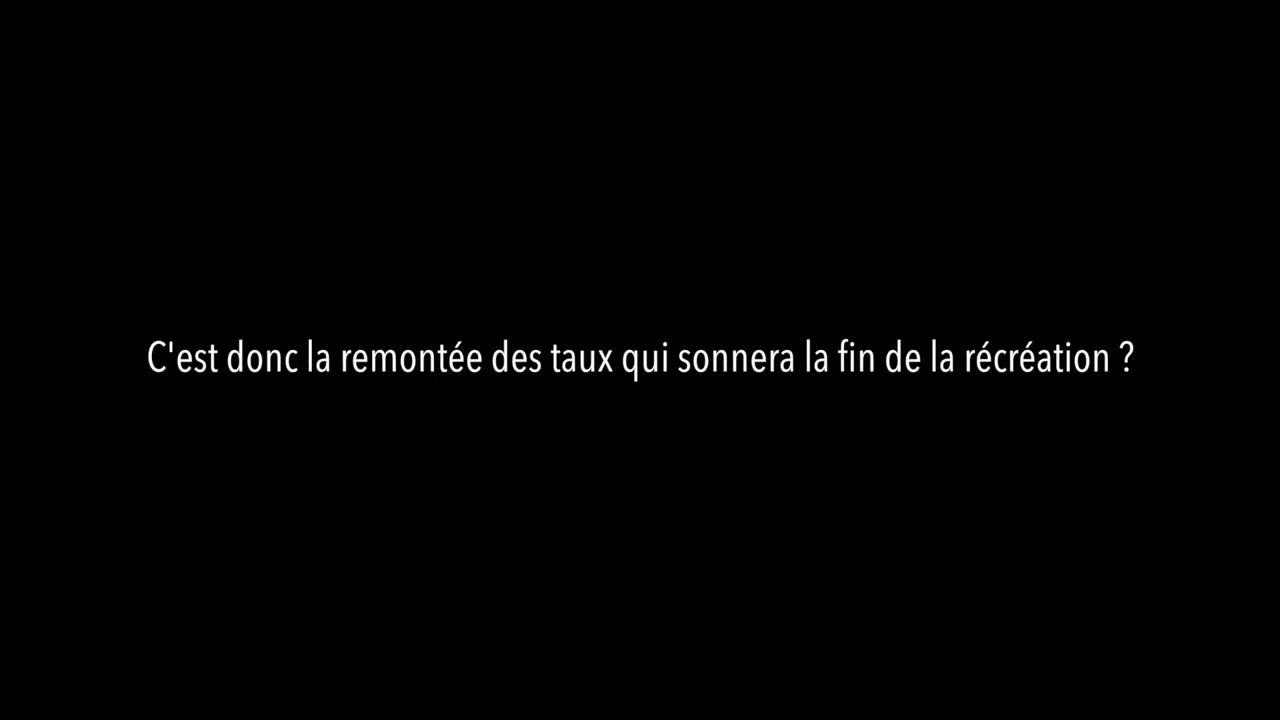 C'est donc la remontée des taux qui sonnera la fin de la récréation ?